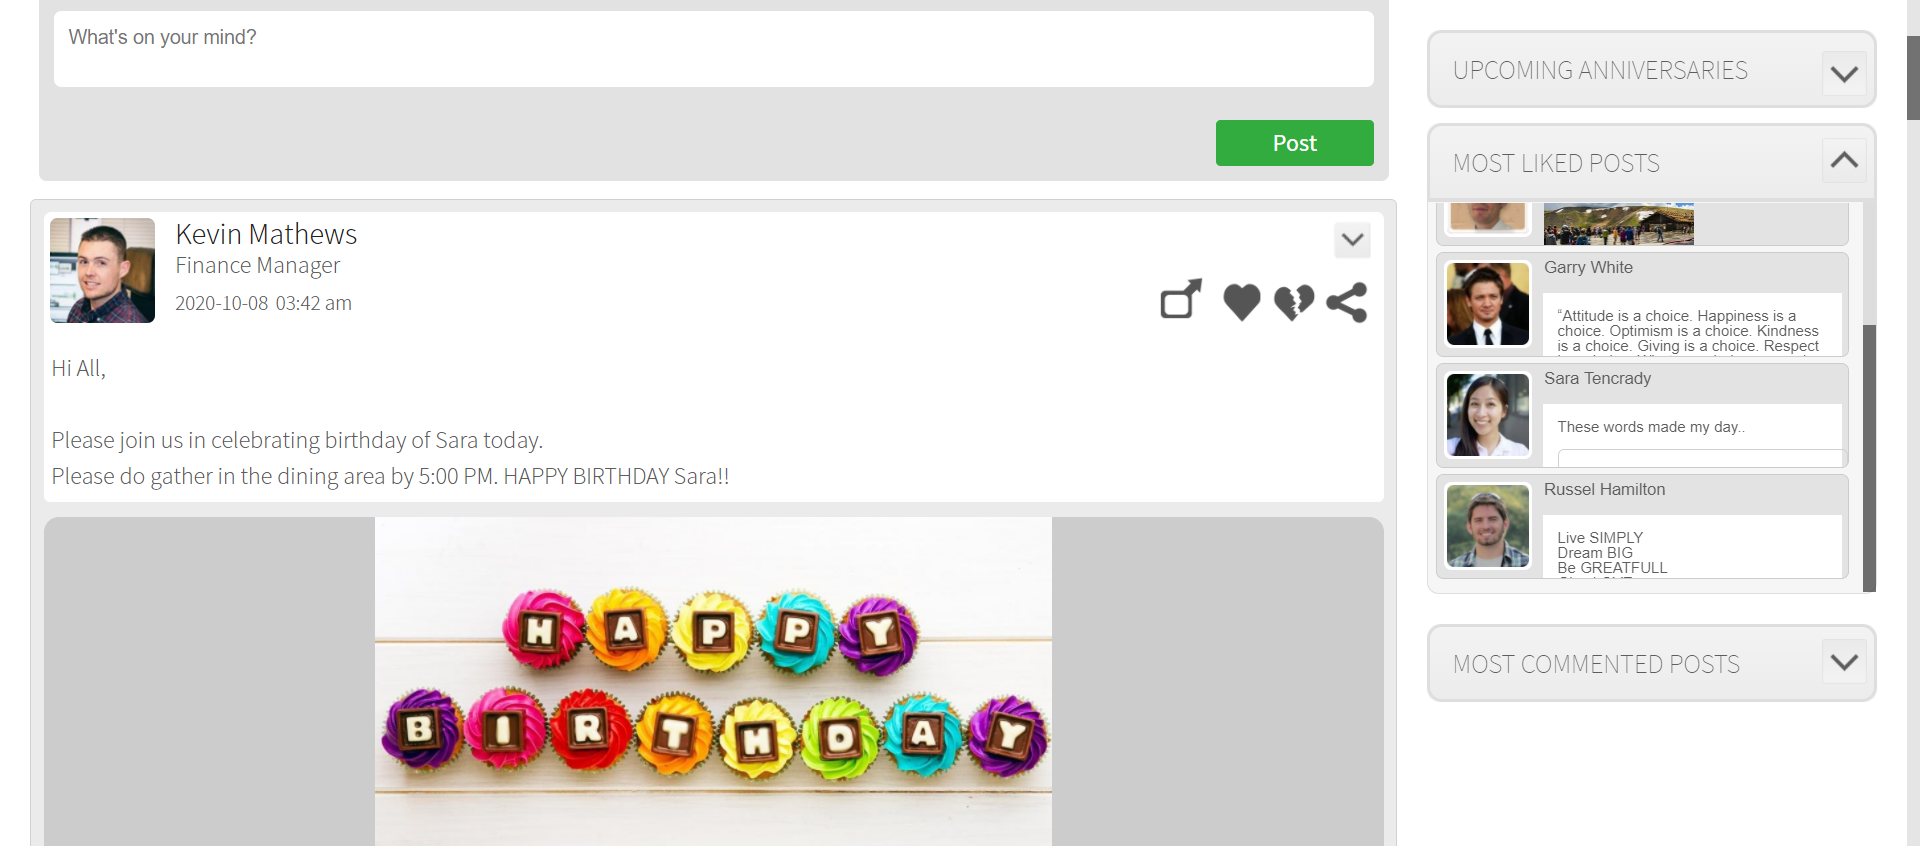 What's on your mind?
Post
Kevin Mathews
Finance Manager
2020-10-08 03:42 am
Hi All,
Please join us in celebrating birthday of Sara today.
Please do gather in the dining area by 5:00 PM. HAPPY BIRTHDAY Sara!!
HAPPY
BIRTHDAY
UPCOMING ANNIVERSARIES
MOST LIKED POSTS
Garry White
“Attitude is a choice. Happiness is a
choice. Optimism is a choice. Kindness
is a choice. Giving is a choice. Respect
Sara Tencrady
These words made my day..
Russel Hamilton
Live SIMPLY
Dream BIG
Be GREATFULL
MOST COMMENTED POSTS